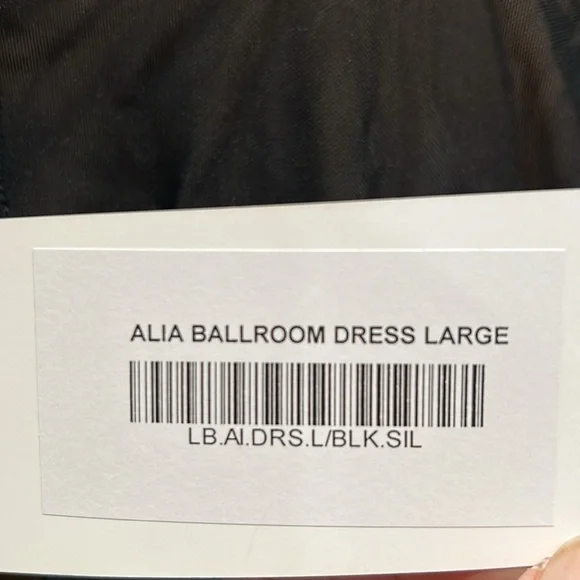 ALIA BALLROOM DRESS LARGE
LB.AI.DRS.L/BLK.SIL